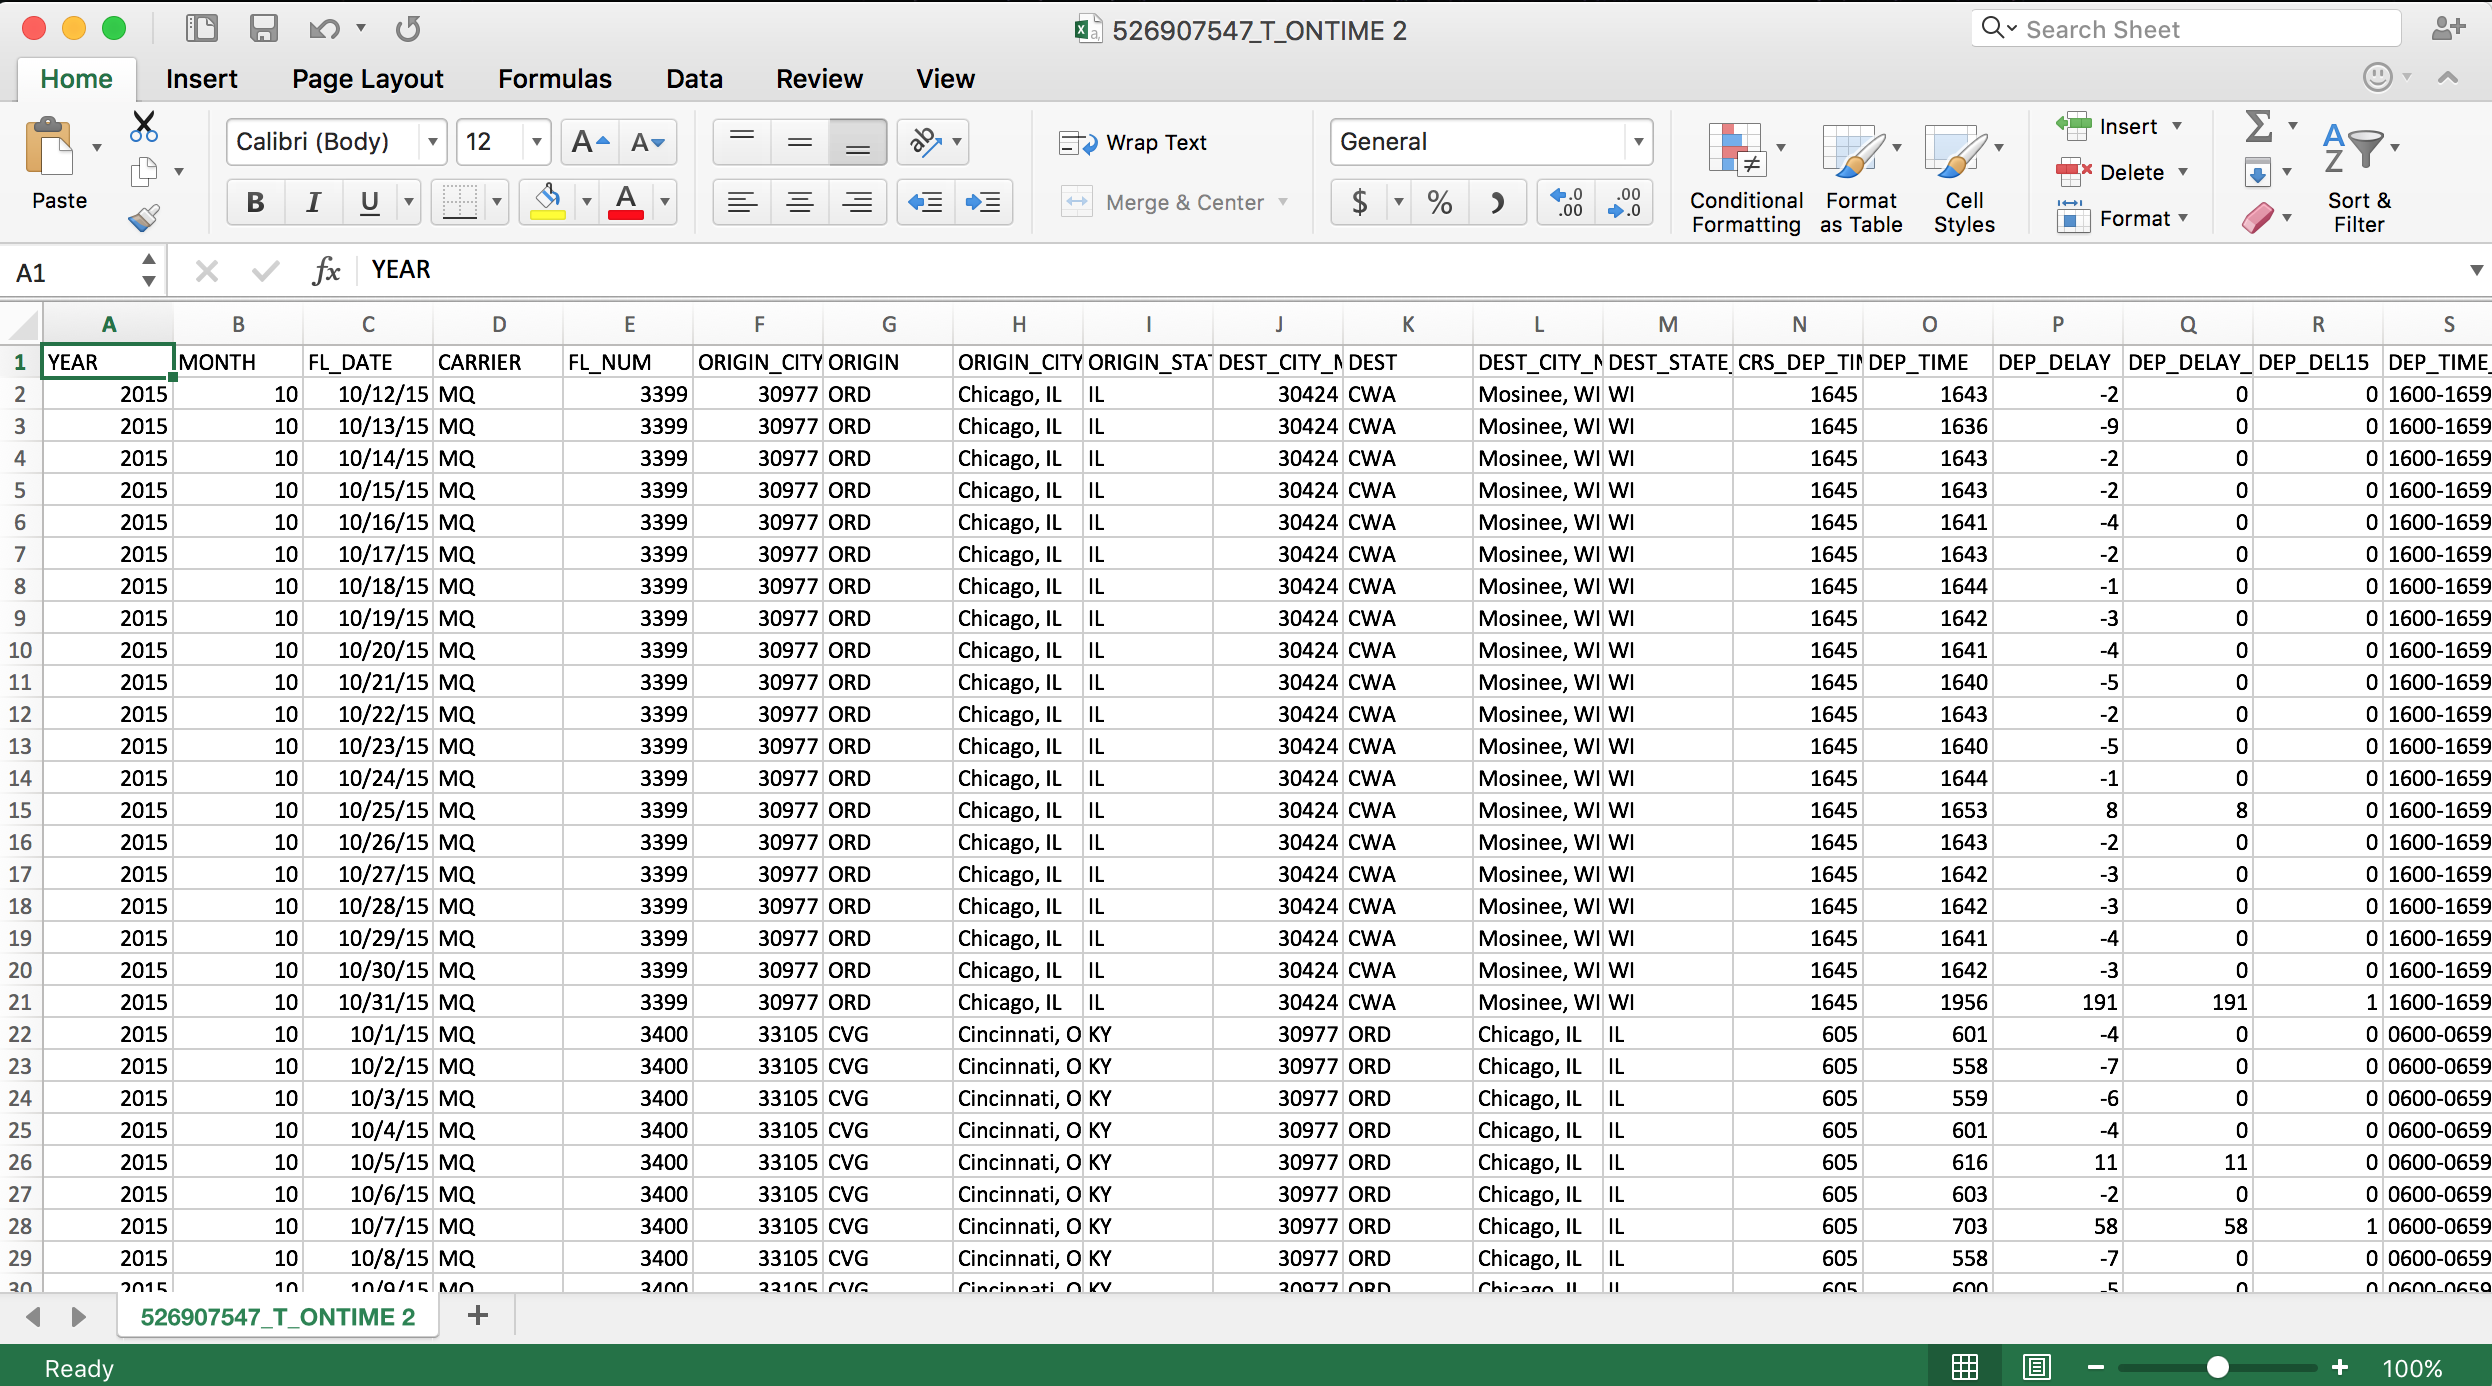 526907547_T_ONTIME 2
Search Sheet
Home Insert Page Layout Formulas Data Review View
Paste
Calibri (Body) 12
Wrap Text
Merge & Center
General
Conditional Formatting
Format as Table
Cell Styles
Insert
Delete
Format
Sort & Filter
A1 fx YEAR
A B C D E F G H I J K L M N O P Q R S
1 YEAR MONTH FL_DATE CARRIER FL_NUM ORIGIN_CITY ORIGIN ORIGIN_CITY ORIGIN_STA DEST_CITY_M DEST DEST_CITY_N DEST_STATE_ CRS_DEP_TIM DEP_TIME DEP_DELAY DEP_DELAY_ DEP_DEL15 DEP_TIME_
2 2015 10 10/12/15 MQ 3399 30977 ORD Chicago, IL IL 30424 CWA Mosinee, WI WI 1645 1643 -2 0 0 1600-1659
3 2015 10 10/13/15 MQ 3399 30977 ORD Chicago, IL IL 30424 CWA Mosinee, WI WI 1645 1636 -9 0 0 1600-1659
4 2015 10 10/14/15 MQ 3399 30977 ORD Chicago, IL IL 30424 CWA Mosinee, WI WI 1645 1643 -2 0 0 1600-1659
5 2015 10 10/15/15 MQ 3399 30977 ORD Chicago, IL IL 30424 CWA Mosinee, WI WI 1645 1643 -2 0 0 1600-1659
6 2015 10 10/16/15 MQ 3399 30977 ORD Chicago, IL IL 30424 CWA Mosinee, WI WI 1645 1641 -4 0 0 1600-1659
7 2015 10 10/17/15 MQ 3399 30977 ORD Chicago, IL IL 30424 CWA Mosinee, WI WI 1645 1643 -2 0 0 1600-1659
8 2015 10 10/18/15 MQ 3399 30977 ORD Chicago, IL IL 30424 CWA Mosinee, WI WI 1645 1644 -1 0 0 1600-1659
9 2015 10 10/19/15 MQ 3399 30977 ORD Chicago, IL IL 30424 CWA Mosinee, WI WI 1645 1642 -3 0 0 1600-1659
10 2015 10 10/20/15 MQ 3399 30977 ORD Chicago, IL IL 30424 CWA Mosinee, WI WI 1645 1641 -4 0 0 1600-1659
11 2015 10 10/21/15 MQ 3399 30977 ORD Chicago, IL IL 30424 CWA Mosinee, WI WI 1645 1640 -5 0 0 1600-1659
12 2015 10 10/22/15 MQ 3399 30977 ORD Chicago, IL IL 30424 CWA Mosinee, WI WI 1645 1643 -2 0 0 1600-1659
13 2015 10 10/23/15 MQ 3399 30977 ORD Chicago, IL IL 30424 CWA Mosinee, WI WI 1645 1640 -5 0 0 1600-1659
14 2015 10 10/24/15 MQ 3399 30977 ORD Chicago, IL IL 30424 CWA Mosinee, WI WI 1645 1644 -1 0 0 1600-1659
15 2015 10 10/25/15 MQ 3399 30977 ORD Chicago, IL IL 30424 CWA Mosinee, WI WI 1645 1653 8 8 0 1600-1659
16 2015 10 10/26/15 MQ 3399 30977 ORD Chicago, IL IL 30424 CWA Mosinee, WI WI 1645 1643 -2 0 0 1600-1659
17 2015 10 10/27/15 MQ 3399 30977 ORD Chicago, IL IL 30424 CWA Mosinee, WI WI 1645 1642 -3 0 0 1600-1659
18 2015 10 10/28/15 MQ 3399 30977 ORD Chicago, IL IL 30424 CWA Mosinee, WI WI 1645 1642 -3 0 0 1600-1659
19 2015 10 10/29/15 MQ 3399 30977 ORD Chicago, IL IL 30424 CWA Mosinee, WI WI 1645 1641 -4 0 0 1600-1659
20 2015 10 10/30/15 MQ 3399 30977 ORD Chicago, IL IL 30424 CWA Mosinee, WI WI 1645 1642 -3 0 0 1600-1659
21 2015 10 10/31/15 MQ 3399 30977 ORD Chicago, IL IL 30424 CWA Mosinee, WI WI 1645 1956 191 191 1 1600-1659
22 2015 10 10/1/15 MQ 3400 33105 CVG Cincinnati, O KY 30977 ORD Chicago, IL IL 605 601 -4 0 0 0600-0659
23 2015 10 10/2/15 MQ 3400 33105 CVG Cincinnati, O KY 30977 ORD Chicago, IL IL 605 558 -7 0 0 0600-0659
24 2015 10 10/3/15 MQ 3400 33105 CVG Cincinnati, O KY 30977 ORD Chicago, IL IL 605 559 -6 0 0 0600-0659
25 2015 10 10/4/15 MQ 3400 33105 CVG Cincinnati, O KY 30977 ORD Chicago, IL IL 605 601 -4 0 0 0600-0659
26 2015 10 10/5/15 MQ 3400 33105 CVG Cincinnati, O KY 30977 ORD Chicago, IL IL 605 616 11 11 0 0600-0659
27 2015 10 10/6/15 MQ 3400 33105 CVG Cincinnati, O KY 30977 ORD Chicago, IL IL 605 603 -2 0 0 0600-0659
28 2015 10 10/7/15 MQ 3400 33105 CVG Cincinnati, O KY 30977 ORD Chicago, IL IL 605 703 58 58 1 0600-0659
29 2015 10 10/8/15 MQ 3400 33105 CVG Cincinnati, O KY 30977 ORD Chicago, IL IL 605 558 -7 0 0 0600-0659
30 2015 10 10/9/15 MQ 3400 33105 CVG Cincinnati, O KY 30977 ORD Chicago, IL IL 605 600 -5 0 0 0600-0659
526907547_T_ONTIME 2
Ready 100%